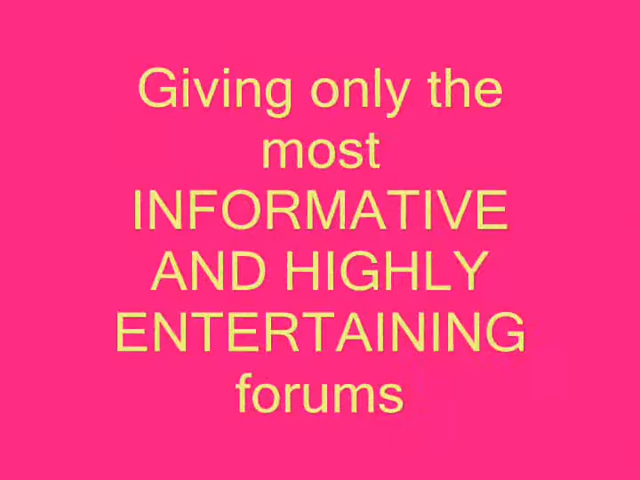 Giving only the
most
INFORMATIVE
AND HIGHLY
ENTERTAINING
forums